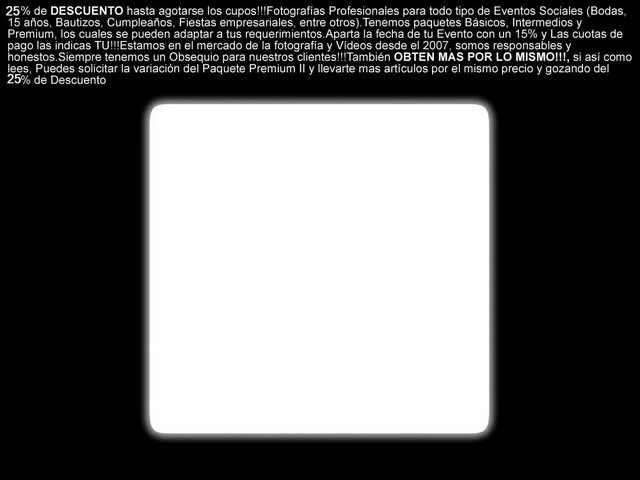 25% de DESCUENTO hasta agotarse los cupos!!!Fotografías Profesionales para todo tipo de Eventos Sociales (Bodas,
15 años, Bautizos, Cumpleaños, Fiestas empresariales, entre otros).Tenemos paquetes Básicos, Intermedios y
Premium, los cuales se pueden adaptar a tus requerimientos.Aparta la fecha de tu Evento con un 15% y Las cuotas de
pago las indicas TU!!!Estamos en el mercado de la fotografía y Vídeos desde el 2007, somos responsables y
honestos.Siempre tenemos un Obsequio para nuestros clientes!!!También OBTEN MAS POR LO MISMO!!!, si así como
lees, Puedes solicitar la variación del Paquete Premium II y llevarte mas artículos por el mismo precio y gozando del
25% de Descuento